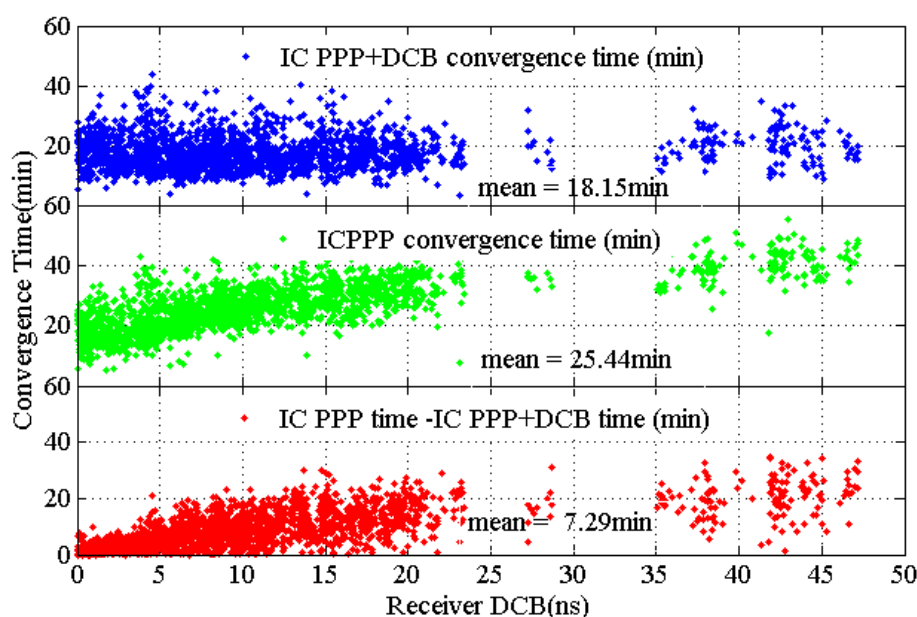 60
IC PPP+DCB convergence time (min)
40
20
mean = 18.15min
60
ICPPP convergence time (min)
40
20
mean = 25.44min
60
IC PPP time -IC PPP+DCB time (min)
40
20
mean = 7.29min
0
0 5 10 15 20 25 30 35 40 45 50
Receiver DCB(ns)
Convergence Time(min)